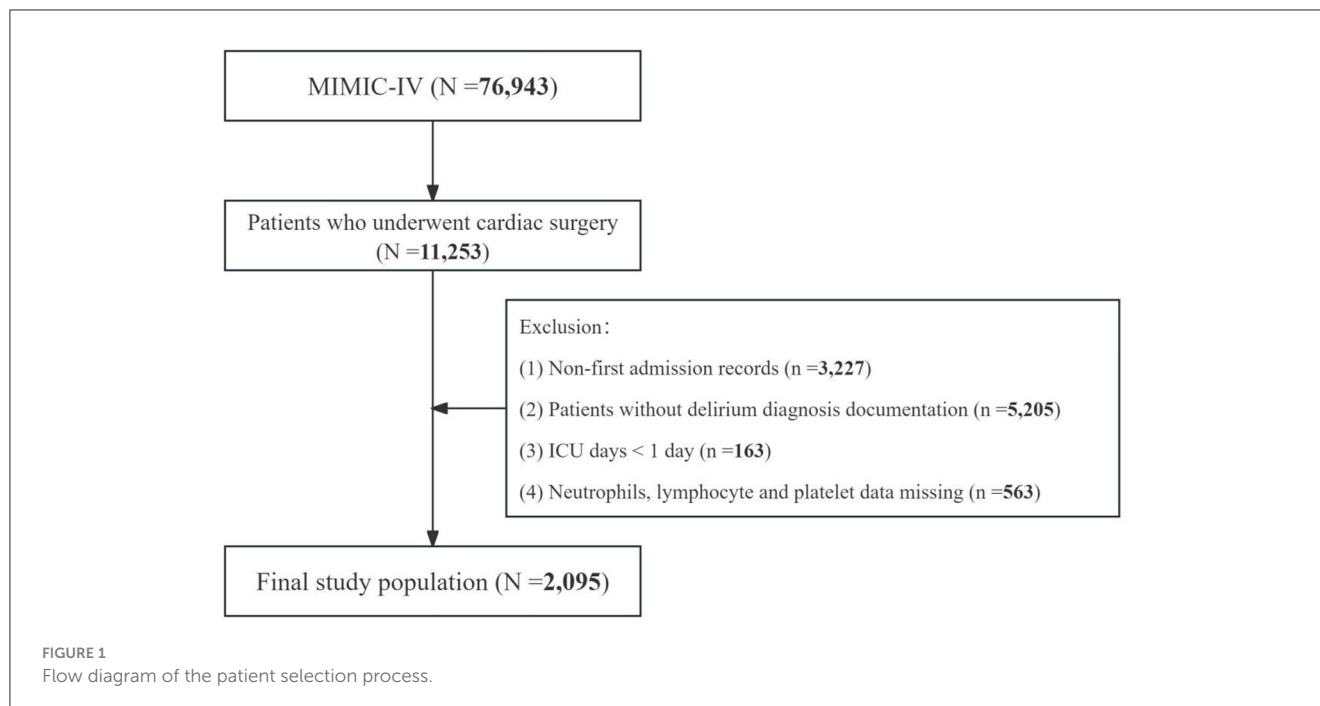 MIMIC-IV (N =76,943)
Patients who underwent cardiac surgery
(N =11,253)
Exclusion:
(1) Non-first admission records (n =3,227)
(2) Patients without delirium diagnosis documentation (n =5,205)
(3) ICU days < 1 day (n =163)
(4) Neutrophils, lymphocyte and platelet data missing (n =563)
Final study population (N =2,095)
FIGURE 1
Flow diagram of the patient selection process.